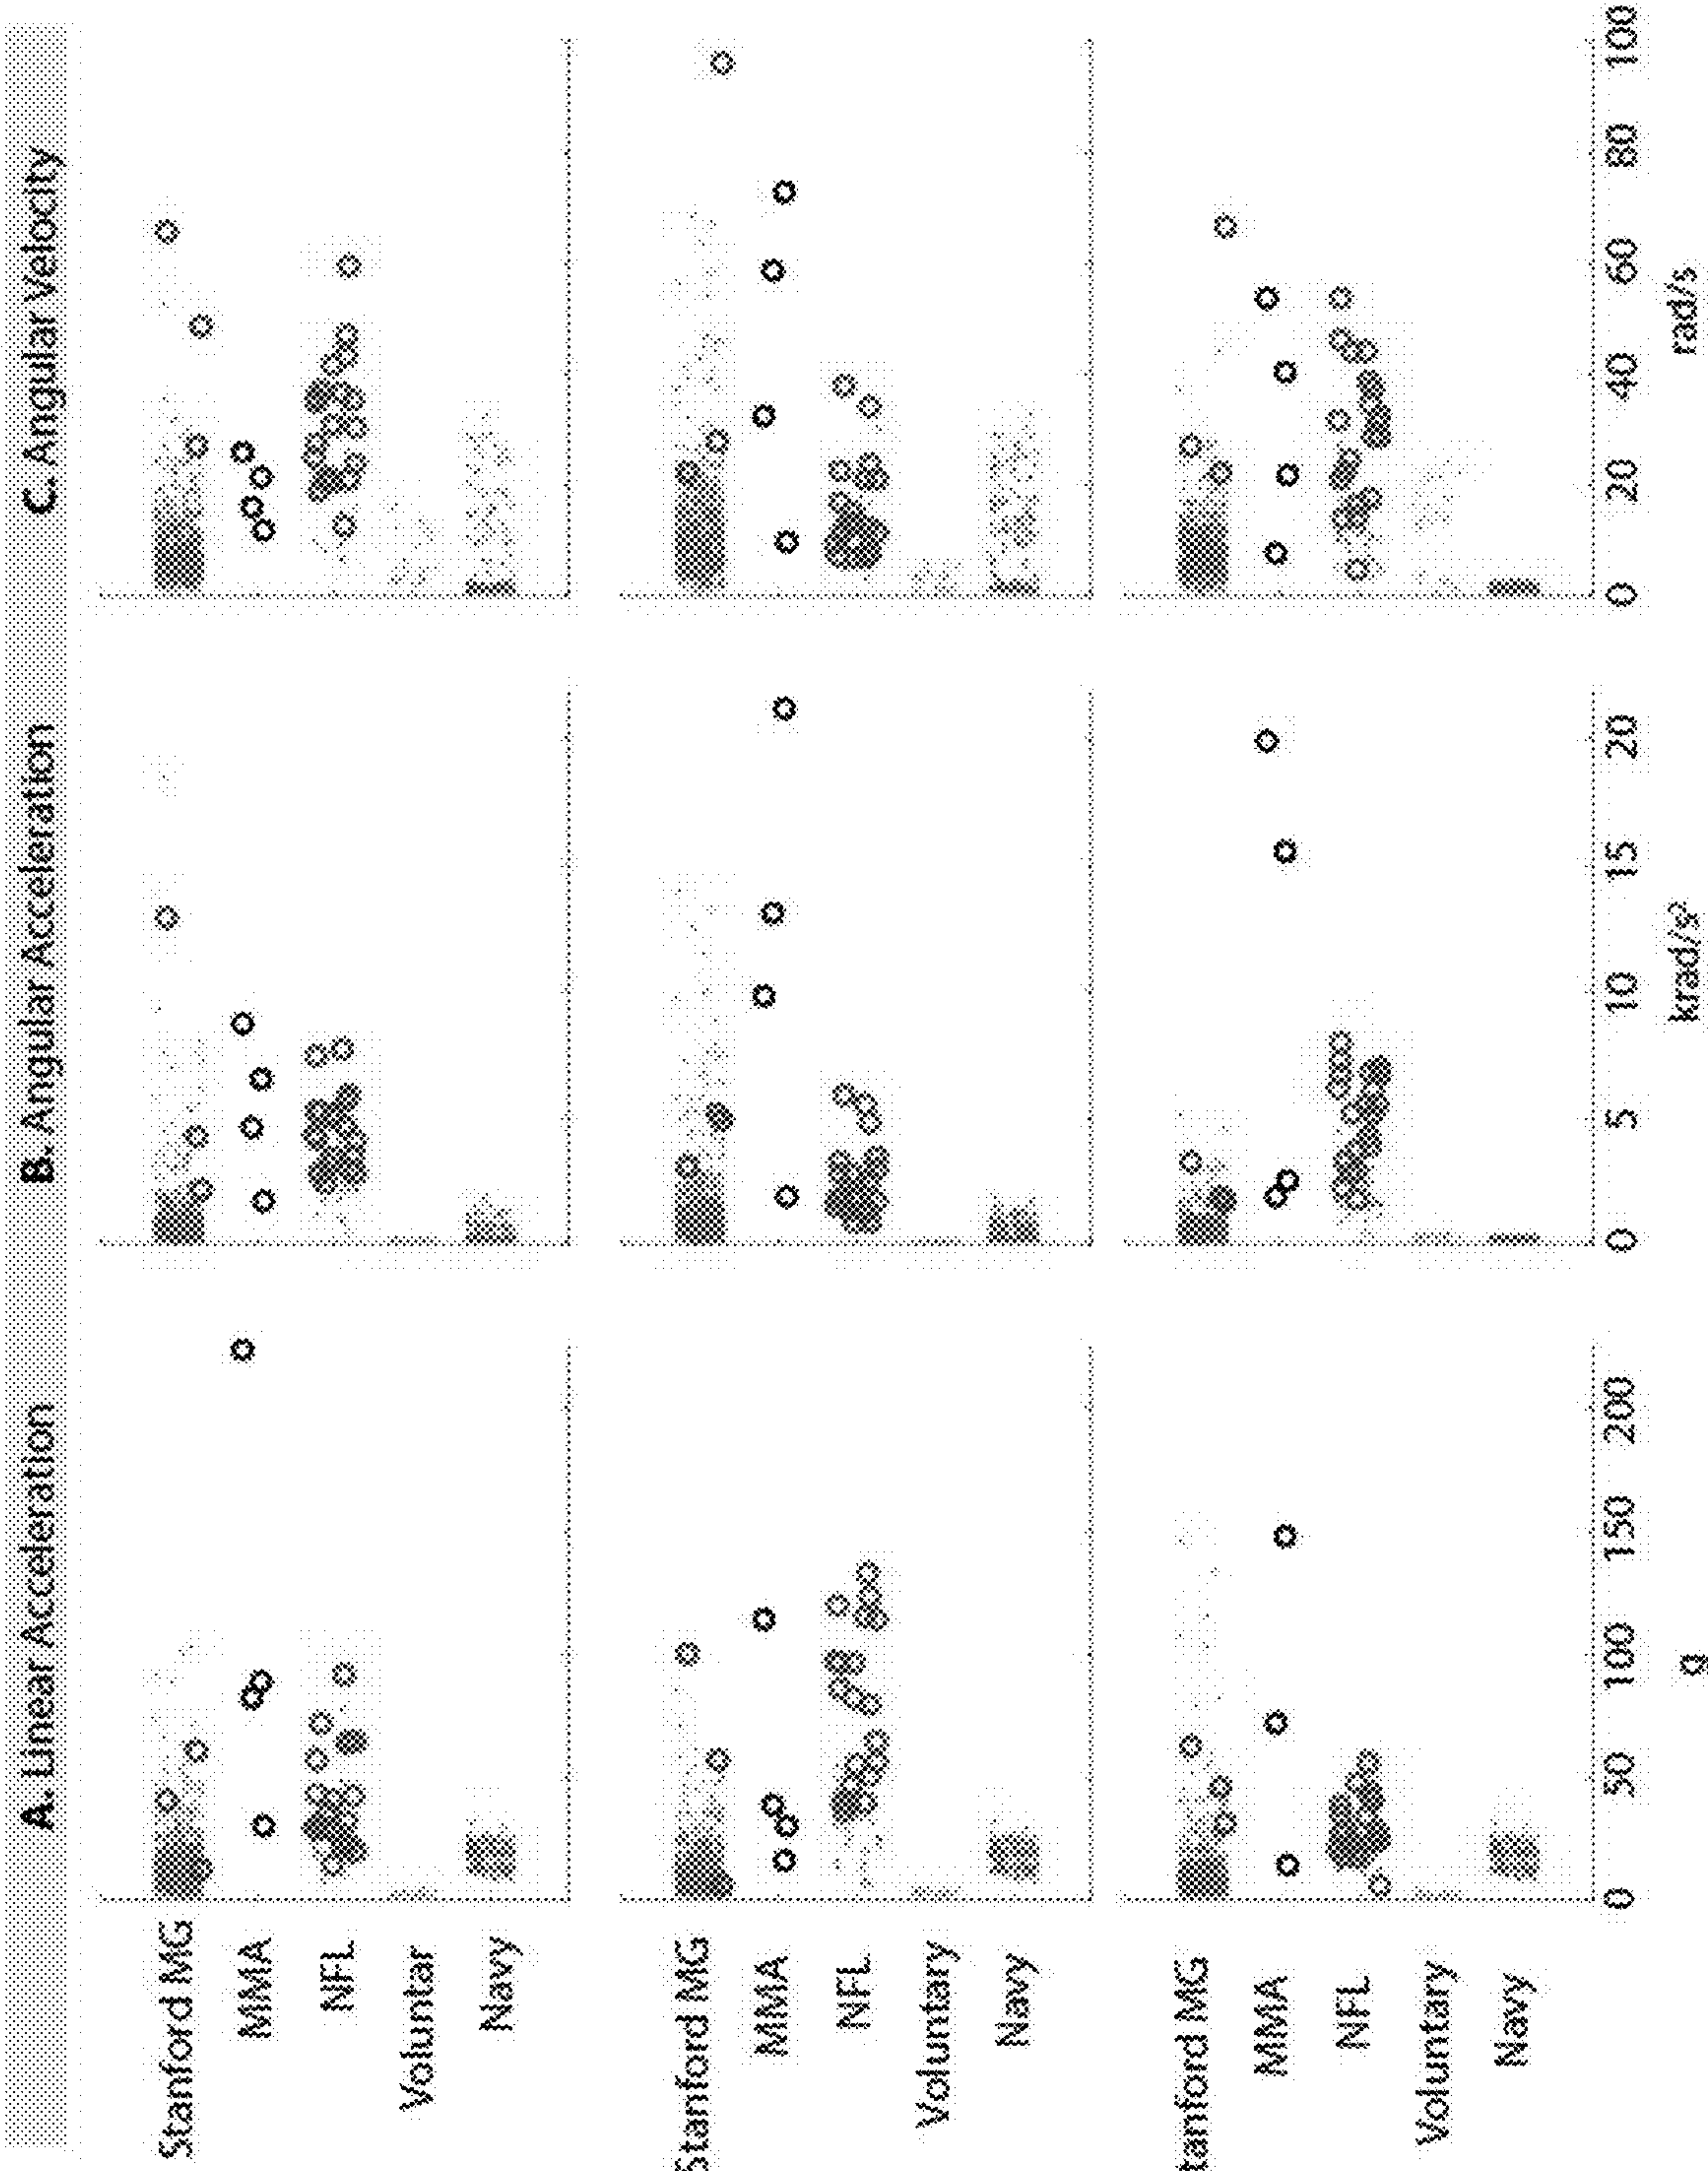 A. Linear Acceleration
B. Angular Acceleration
C. Angular Velocity
Stanford MG
MMA
NFL
Voluntar
Navy
Stanford MG
MMA
NFL
Voluntary
Navy
tanford MG
MMA
NFL
Voluntary
Navy
0 50 100 150 200
g
0 5 10 15 20
krad/s²
0 20 40 60 80 100
rad/s